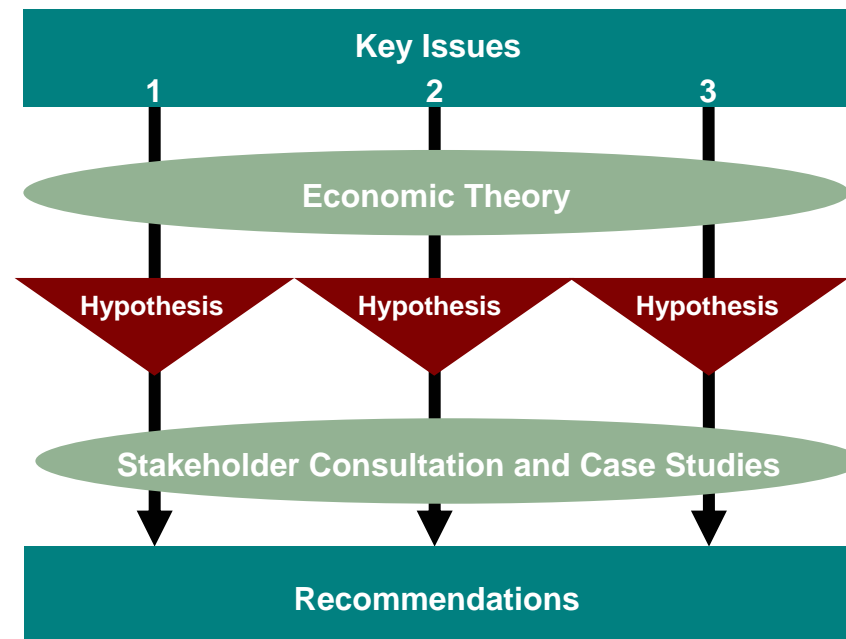 Key Issues
1 2 3
Economic Theory
Hypothesis Hypothesis Hypothesis
Stakeholder Consultation and Case Studies
Recommendations